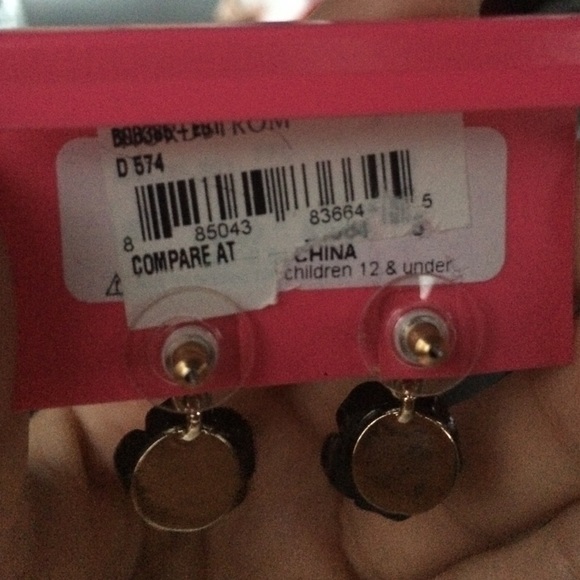 D 574
8 85043 83664 5
COMPARE AT
CHINA
children 12 & under